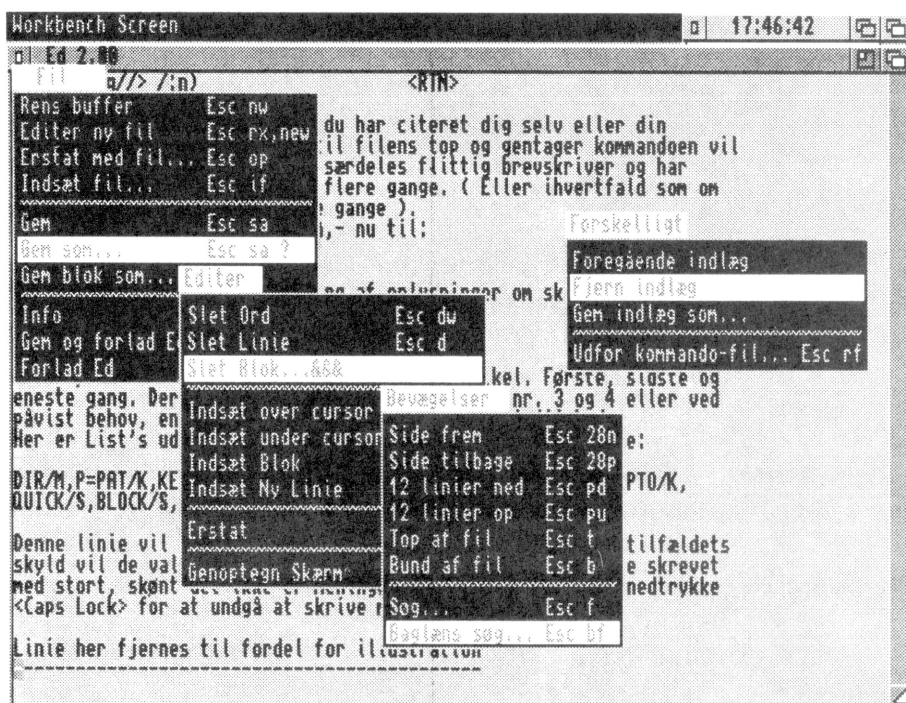 Workbench Screen 17:46:42
Ed 2.00
Fil
a//> /:n) <RTN>
Rens buffer Esc nw
Editer ny fil Esc rx,new
Erstat med fil... Esc op
Indsæt fil... Esc if
Gem Esc sa
Gem som... Esc sa ?
Gem blok som...
Info
Gem og forlad E
Forlad Ed
du har citeret dig selv eller din
il filens top og gentager kommandoen vil
særdeles flittig brevskriver og har
flere gange. ( Eller ihvertfald som om
gange ).
,- nu til:
Forskelligt
Foregående indlæg
Fjern indlæg
Gem indlæg som...
Udfør kommando-fil... Esc rf
Editer
ng af oplysninger om sk
Slet Ord Esc dw
Slet Linie Esc d
Slet Blok...&&&
Indsæt over cursor
Indsæt under cursor
Indsæt Blok
Indsæt Ny Linie
Erstat
Genoptegn Skærm
kel. Første, sidste og
eneste gang. Der nr. 3 og 4 eller ved
påvist behov, en
Her er List's ud e:
Bevægelser
Side frem Esc 28n
Side tilbage Esc 28p
12 linier ned Esc pd
12 linier op Esc pu
Top af fil Esc t
Bund af fil Esc b
Søg... Esc f
Baglæns søg... Esc bf
DIR/M,P=PAT/K,KE PTO/K,
QUICK/S,BLOCK/S,
Denne linie vil tilfældets
skyld vil de val e skrevet
med stort, skønt nedtrykke
<Caps Lock> for at undgå at skrive
Linie her fjernes til fordel for illustration